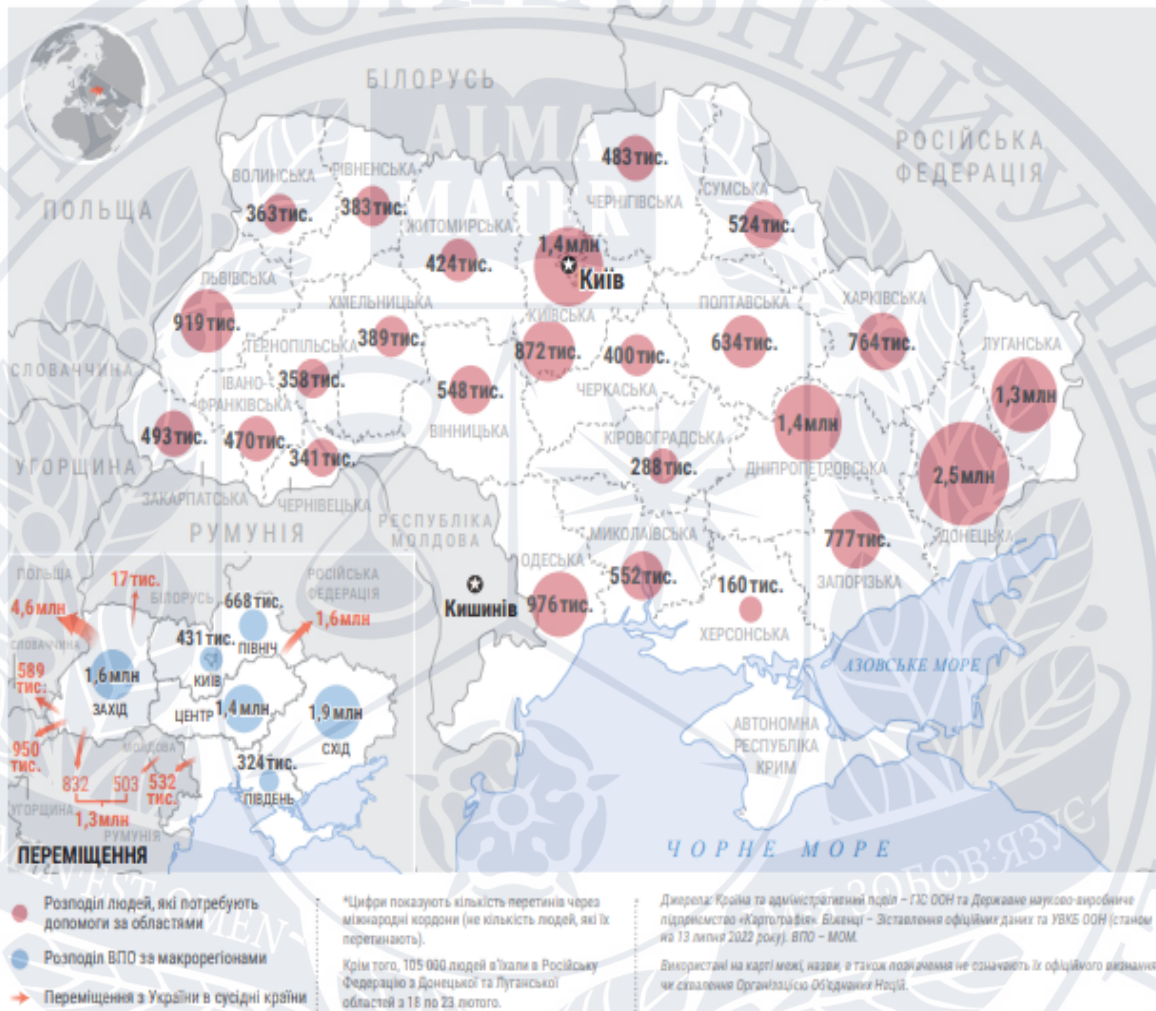 БІЛОРУСЬ
РОСІЙСЬКА
ФЕДЕРАЦІЯ
ПОЛЬЩА
ALMA
MATER
ВОЛИНСЬКА
363 тис.
РІВНЕНСЬКА
383 тис.
ЖИТОМИРСЬКА
424 тис.
483 тис.
ЧЕРНІГІВСЬКА
СУМСЬКА
524 тис.
1,4 млн
Київ
КИЇВСЬКА
872 тис.
ЛЬВІВСЬКА
919 тис.
ХМЕЛЬНИЦЬКА
389 тис.
ТЕРНОПІЛЬСЬКА
358 тис.
400 тис.
ЧЕРКАСЬКА
ПОЛТАВСЬКА
634 тис.
ХАРКІВСЬКА
764 тис.
ЛУГАНСЬКА
1,3 млн
СЛОВАЧЧИНА
ІВАНО-
ФРАНКІВСЬКА
470 тис.
548 тис.
ВІННИЦЬКА
493 тис.
ЗАКАРПАТСЬКА
341 тис.
ЧЕРНІВЕЦЬКА
УГОРЩИНА
КІРОВОГРАДСЬКА
288 тис.
1,4 млн
ДНІПРОПЕТРОВСЬКА
2,5 млн
ДОНЕЦЬКА
РУМУНІЯ
РЕСПУБЛІКА
МОЛДОВА
Кишинів
ОДЕСЬКА
976 тис.
МИКОЛАЇВСЬКА
552 тис.
160 тис.
ХЕРСОНСЬКА
777 тис.
ЗАПОРІЗЬКА
АЗОВСЬКЕ МОРЕ
АВТОНОМНА
РЕСПУБЛІКА
КРИМ
ЧОРНЕ МОРЕ
ПОЛЬЩА
4,6 млн
17 тис.
БІЛОРУСЬ
668 тис.
ПІВНІЧ
РОСІЙСЬКА
ФЕДЕРАЦІЯ
1,6 млн
СЛОВАЧЧИНА
589
тис.
1,6 млн
ЗАХІД
431 тис.
КИЇВ
ЦЕНТР 1,4 млн
1,9 млн
СХІД
950
тис.
МОЛДОВА
832
503
532
тис.
1,3 млн
324 тис.
ПІВДЕНЬ
УГОРЩИНА
РУМУНІЯ
ПЕРЕМІЩЕННЯ
Розподіл людей, які потребують
допомоги за областями
Розподіл ВПО за макрорегіонами
Переміщення з України в сусідні країни
*Цифри показують кількість перетинів через
міжнародні кордони (не кількість людей, які їх
перетинають).
Крім того, 105 000 людей в'їхали в Російську
Федерацію з Донецької та Луганської
областей з 18 по 23 лютого.
Джерела: Країна та адміністративний поділ – ГІС ООН та Державне науково-виробниче
підприємство «Картографія». Біженці – Зіставлення офіційних даних та УВКБ ООН (станом
на 13 липня 2022 року). ВПО – МОМ.
Використані на карті межі, назви, а також позначення не означають їх офіційного визнання
чи схвалення Організацією Об'єднаних Націй.